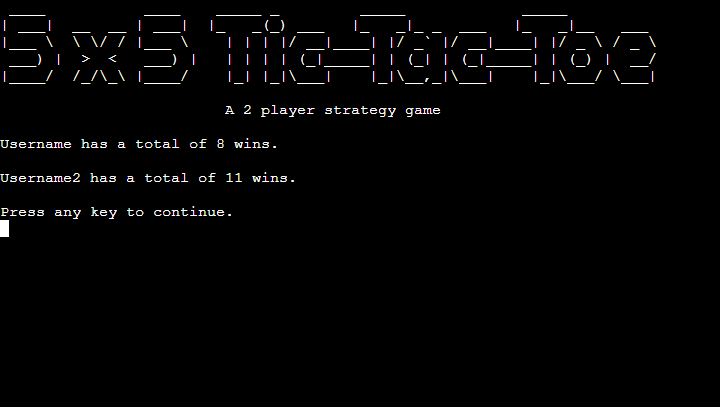 5x5 Tic-Tac-Toe
A 2 player strategy game
Username has a total of 8 wins.
Username2 has a total of 11 wins.
Press any key to continue.